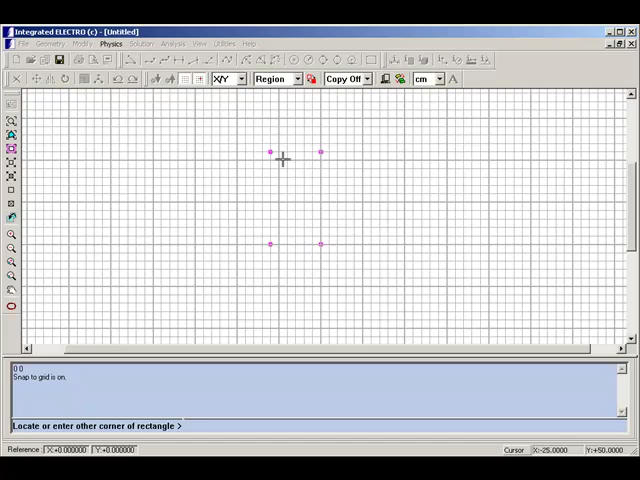 Integrated ELECTRO (c) - [Untitled]
File Geometry Modify Physics Solution Analysis View Utilities Help
X/Y Region Copy Off cm A
0 0
Snap to grid is on.
Locate or enter other corner of rectangle >
Reference: X:+0.000000 Y:+0.000000 Cursor X:-25.0000 Y:+50.0000